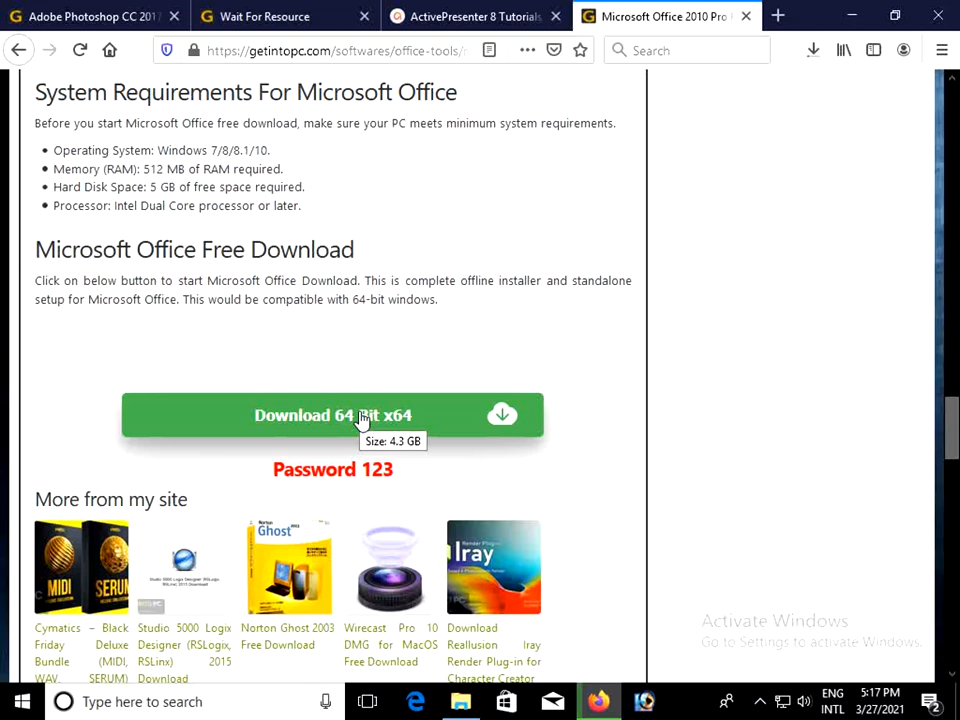 Adobe Photoshop CC 2017
Wait For Resource
ActivePresenter 8 Tutorials
Microsoft Office 2010 Pro
https://getintopc.com/softwares/office-tools/
Search
System Requirements For Microsoft Office
Before you start Microsoft Office free download, make sure your PC meets minimum system requirements.
Operating System: Windows 7/8/8.1/10.
Memory (RAM): 512 MB of RAM required.
Hard Disk Space: 5 GB of free space required.
Processor: Intel Dual Core processor or later.
Microsoft Office Free Download
Click on below button to start Microsoft Office Download. This is complete offline installer and standalone
setup for Microsoft Office. This would be compatible with 64-bit windows.
Download 64 Bit x64
Size: 4.3 GB
Password 123
More from my site
MIDI
SERUM
Norton
Ghost 2003
Render Plug-in
Iray
Cymatics – Black
Friday Deluxe
Bundle (MIDI,
WAV, SERUM)
Studio 5000 Logix
Designer (RSLogix,
RSLinx) 2015
Download
Norton Ghost 2003
Free Download
Wirecast Pro 10
DMG for MacOS
Free Download
Download
Reallusion Iray
Render Plug-in for
Character Creator
Activate Windows
Go to Settings to activate Windows.
Type here to search
ENG
INTL
5:17 PM
3/27/2021
2